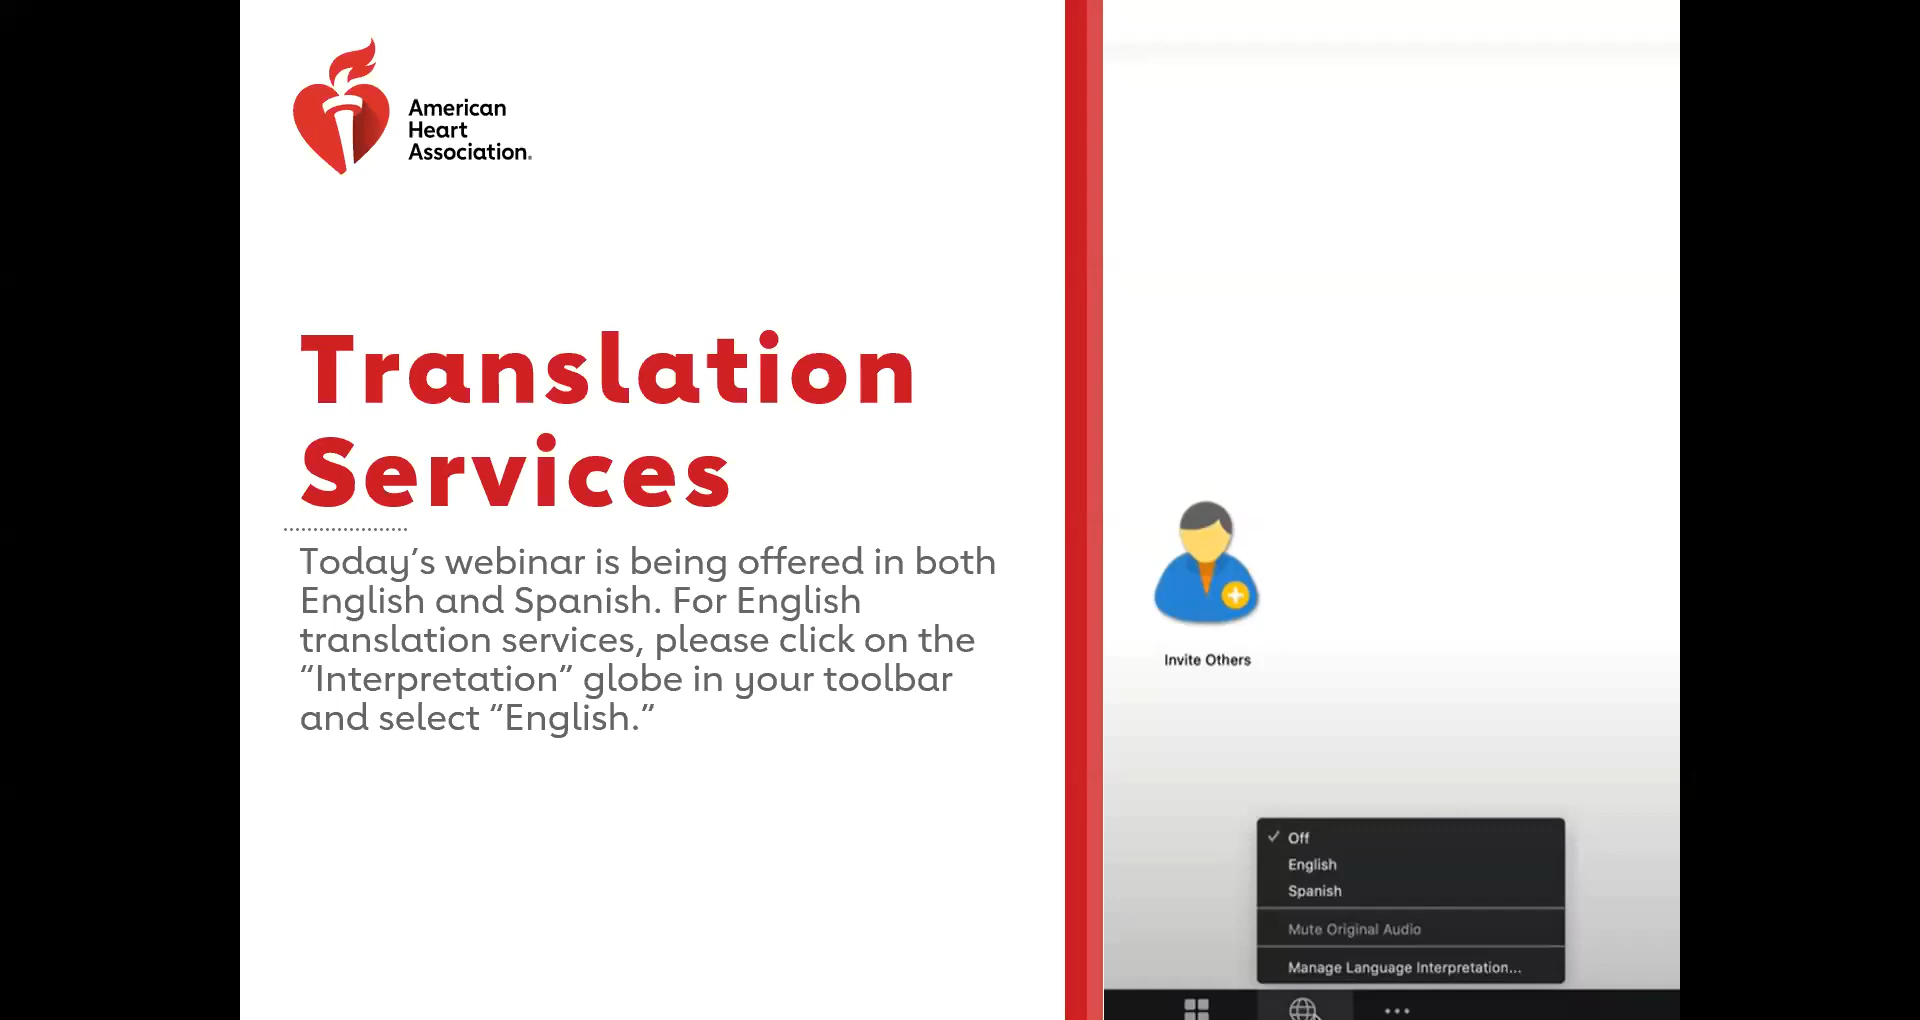 American
Heart
Association.
Translation
Services
Today’s webinar is being offered in both
English and Spanish. For English
translation services, please click on the
“Interpretation” globe in your toolbar
and select “English.”
Invite Others
Off
English
Spanish
Mute Original Audio
Manage Language Interpretation...